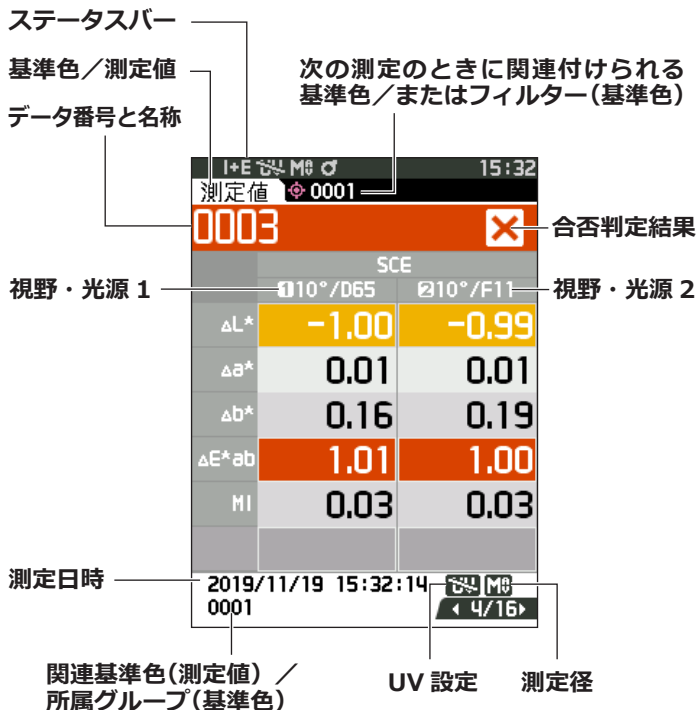 ステータスバー
基準色／測定値
次の測定のときに関連付けられる
基準色／またはフィルター（基準色）
データ番号と名称
I+E 15:32
測定値 0001
0003
合否判定結果
SCE
視野・光源 1
❶10°/D65 ❷10°/F11
視野・光源 2
ΔL* -1.00 -0.99
Δa* 0.01 0.01
Δb* 0.16 0.19
ΔE*ab 1.01 1.00
MI 0.03 0.03
測定日時
2019/11/19 15:32:14
0001 4/16
関連基準色（測定値）／
所属グループ（基準色）
UV 設定
測定径